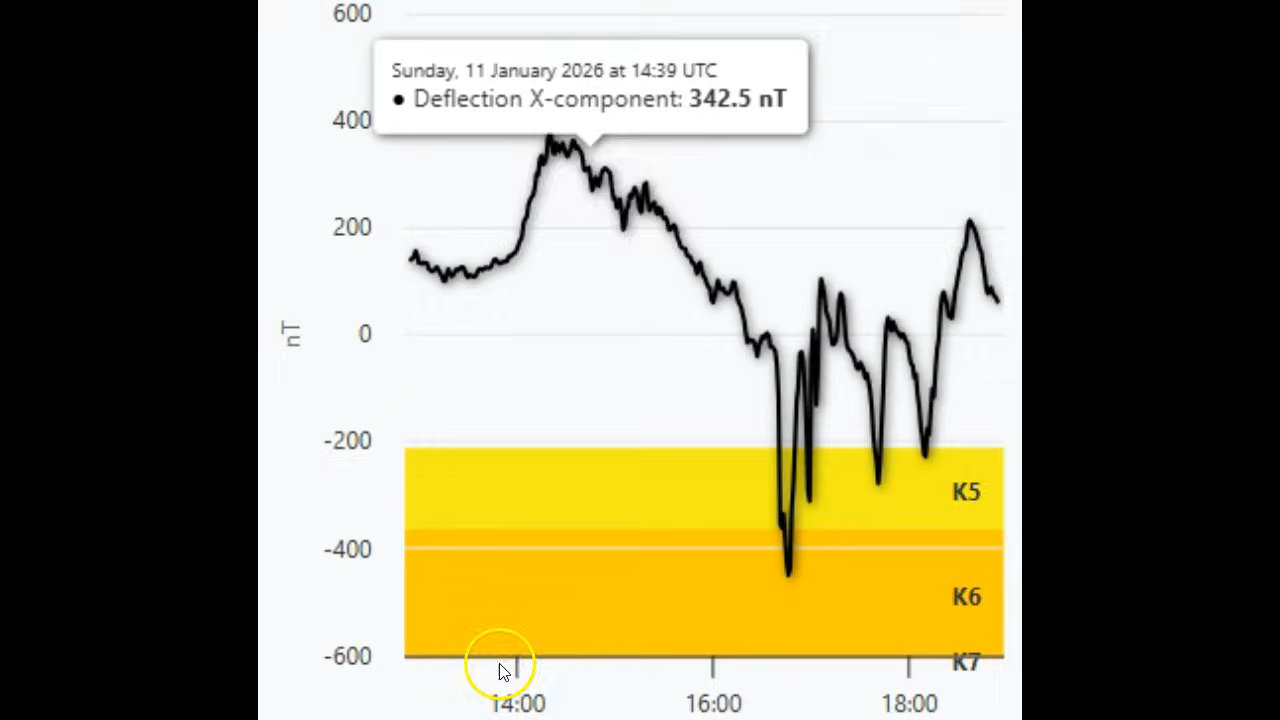 600
Sunday, 11 January 2026 at 14:39 UTC
● Deflection X-component: 342.5 nT
400
200
0
nT
-200
K5
-400
K6
-600
K7
14:00 16:00 18:00